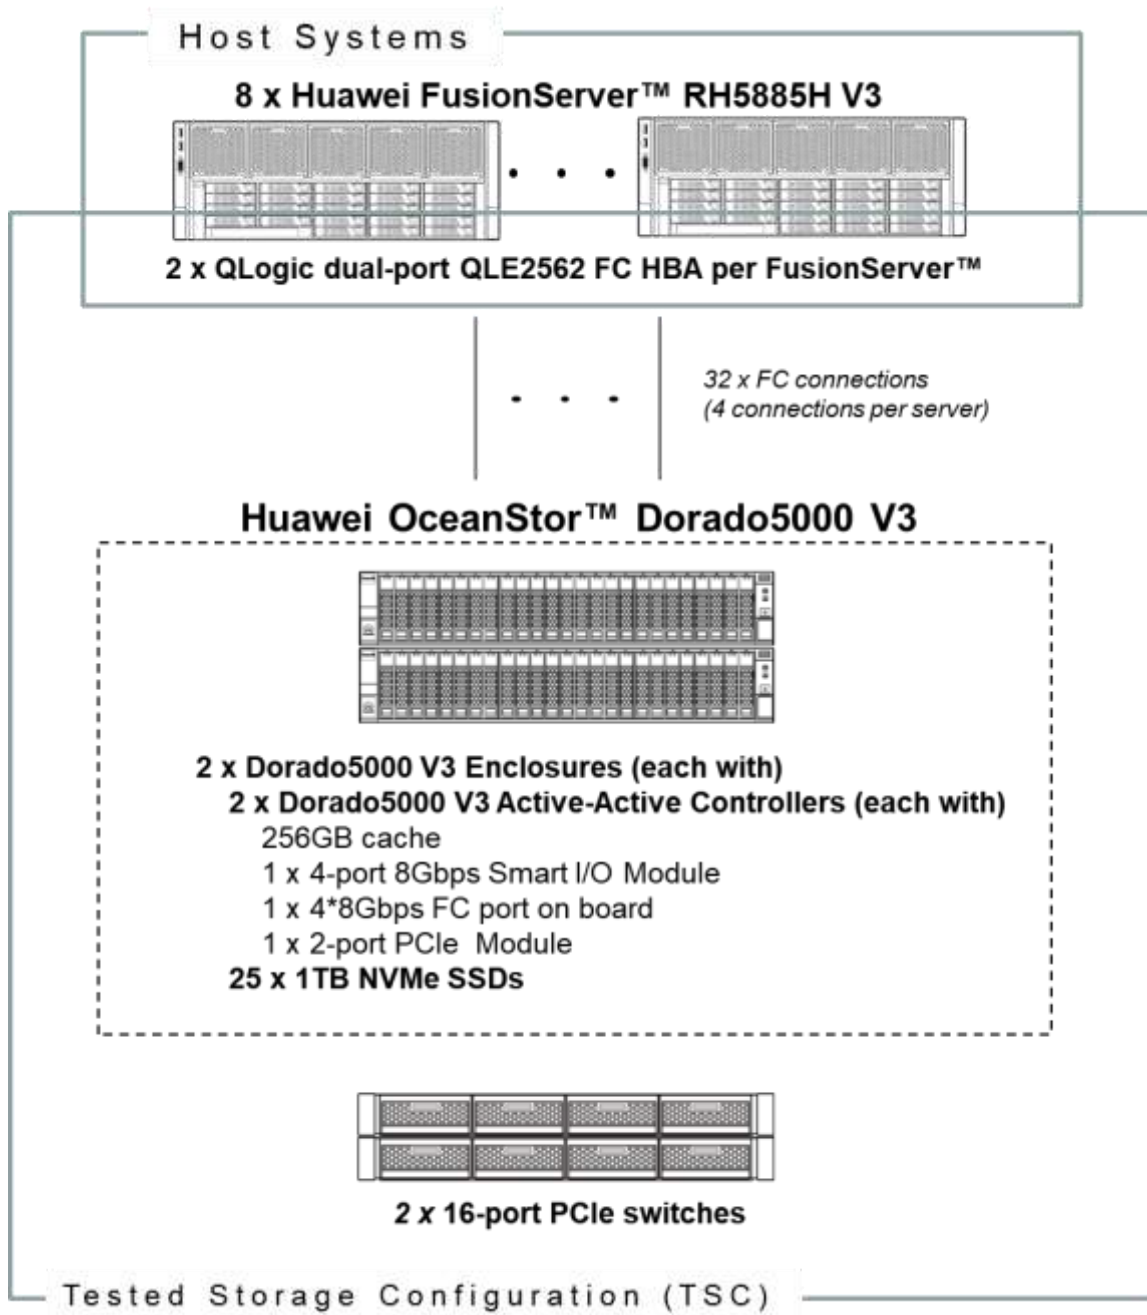 Host Systems
8 x Huawei FusionServer™ RH5885H V3
2 x QLogic dual-port QLE2562 FC HBA per FusionServer™
32 x FC connections
(4 connections per server)
Huawei OceanStor™ Dorado5000 V3
2 x Dorado5000 V3 Enclosures (each with)
2 x Dorado5000 V3 Active-Active Controllers (each with)
256GB cache
1 x 4-port 8Gbps Smart I/O Module
1 x 4*8Gbps FC port on board
1 x 2-port PCIe Module
25 x 1TB NVMe SSDs
2 x 16-port PCIe switches
Tested Storage Configuration (TSC)